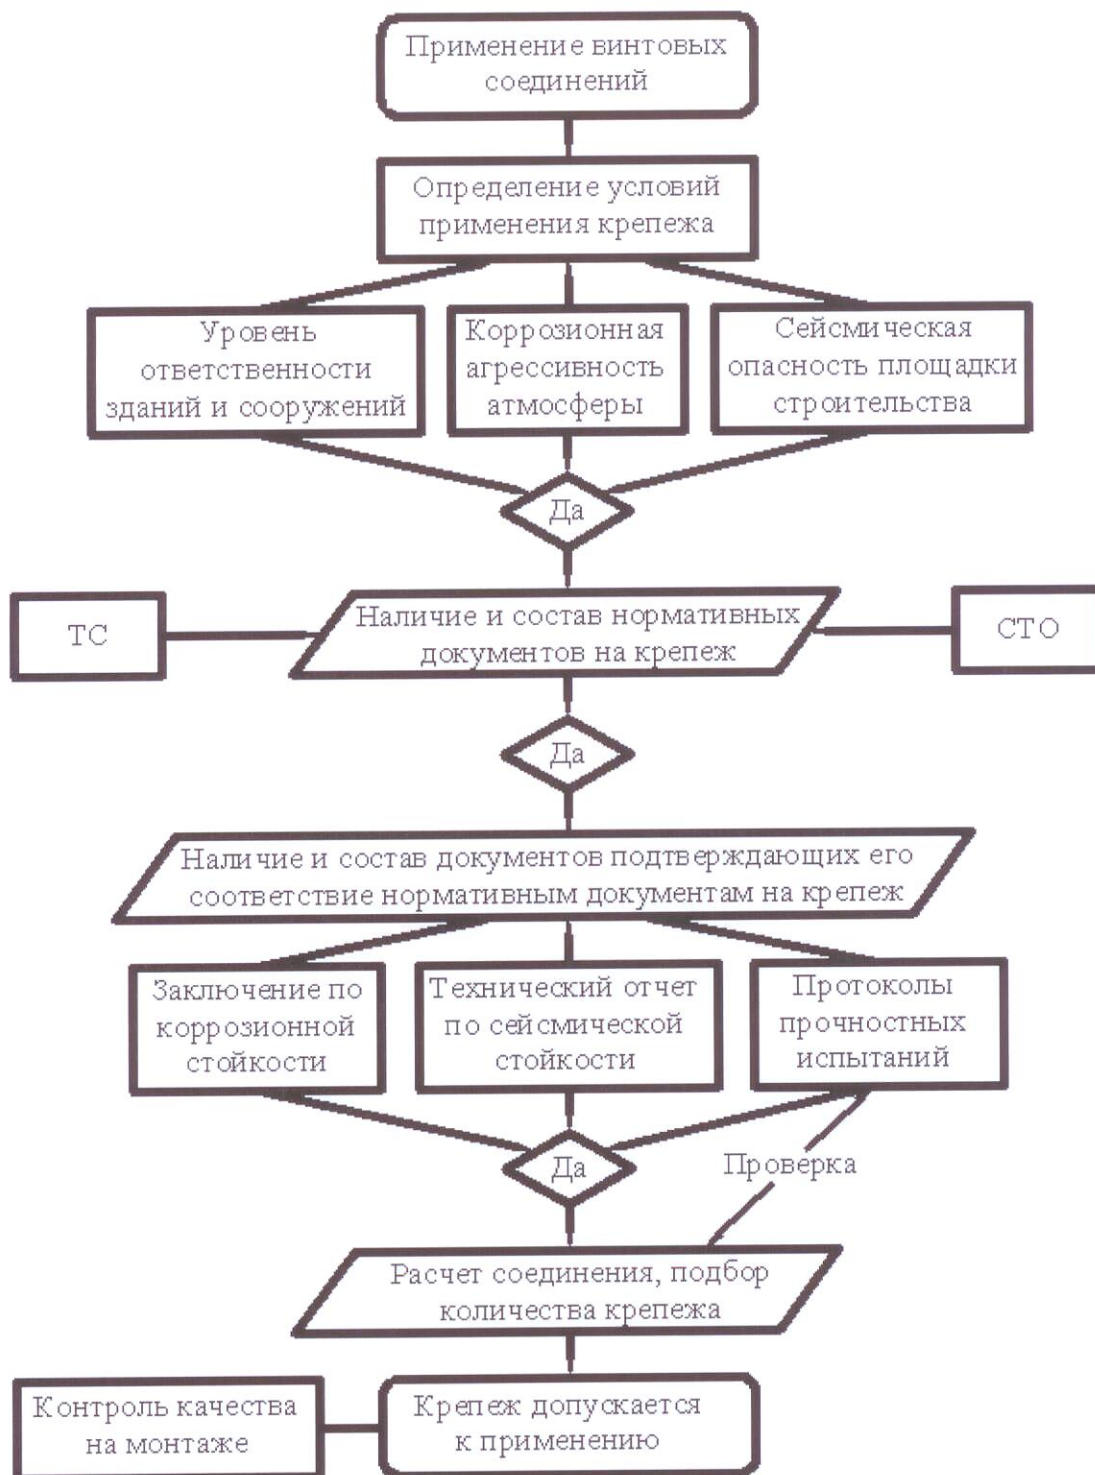 Применение винтовых
соединений
Определение условий
применения крепежа
Уровень
ответственности
зданий и сооружений
Коррозионная
агрессивность
атмосферы
Сейсмическая
опасность площадки
строительства
Да
ТС
Наличие и состав нормативных
документов на крепеж
СТО
Да
Наличие и состав документов подтверждающих его
соответствие нормативным документам на крепеж
Заключение по
коррозионной
стойкости
Технический отчет
по сейсмической
стойкости
Протоколы
прочностных
испытаний
Да
Проверка
Расчет соединения, подбор
количества крепежа
Контроль качества
на монтаже
Крепеж допускается
к применению